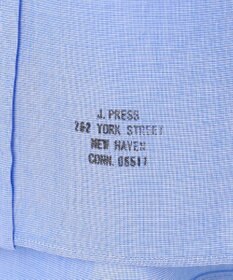 J. PRESS
262 YORK STREET
NEW HAVEN
CONN. 06511